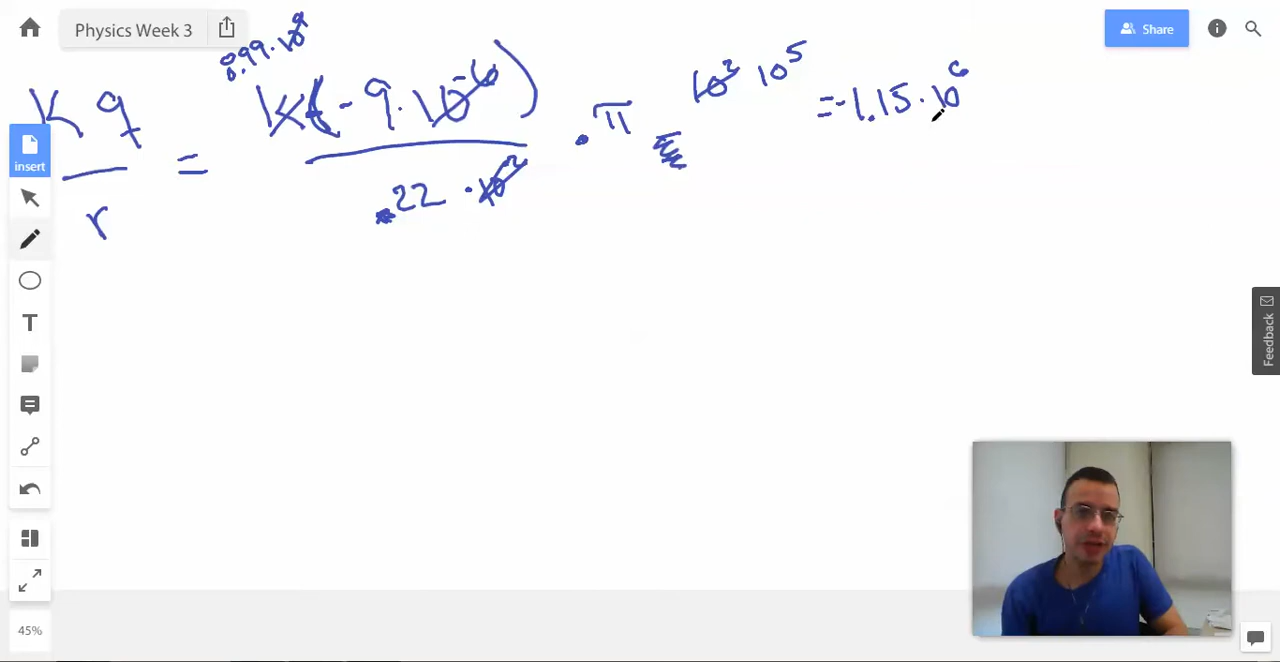 Physics Week 3
Share
8.99 · 10^9
K q / r = K(-9 · 10^-6) / .22 · 10^-2 · π
10^3 10^5
= -1.15 · 10^6
insert
T
Feedback
45%